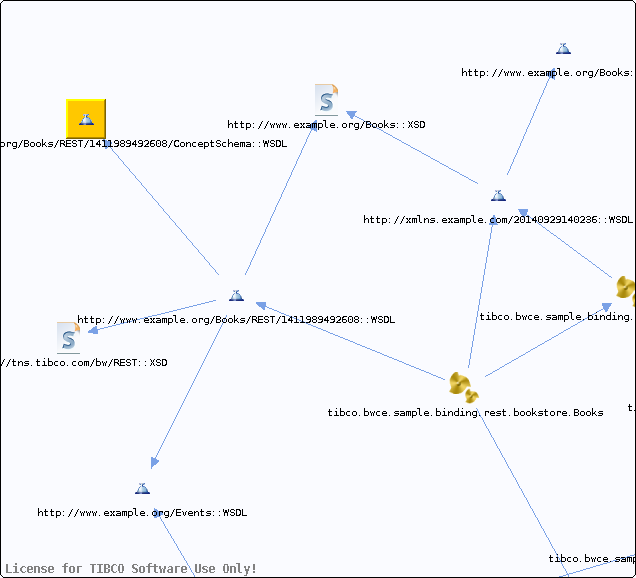 http://www.example.org/Books:
http://www.example.org/Books::XSD
org/Books/REST/1411989492608/ConceptSchema::WSDL
http://xmlns.example.com/20140929140236::WSDL
tibco.bwce.sample.binding.
http://www.example.org/Books/REST/1411989492608::WSDL
//tns.tibco.com/bw/REST::XSD
tibco.bwce.sample.binding.rest.bookstore.Books
t.
http://www.example.org/Events::WSDL
tibco.bwce.samp
License for TIBCO Software Use Only!